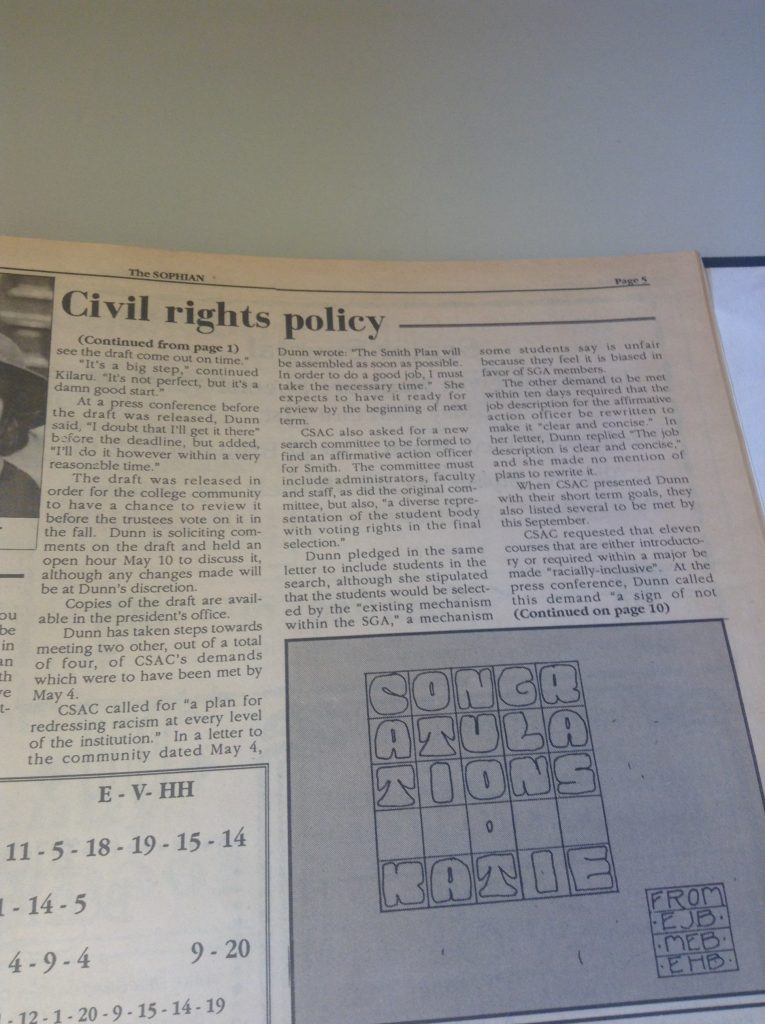 The SOPHIAN
Page 5
Civil rights policy
(Continued from page 1)
see the draft come out on time."
"It's a big step," continued
Kilaru. "It's not perfect, but it's a
damn good start."
At a press conference before
the draft was released, Dunn
said, "I doubt that I'll get it there"
before the deadline, but added,
"I'll do it however within a very
reasonable time."
The draft was released in
order for the college community
to have a chance to review it
before the trustees vote on it in
the fall. Dunn is soliciting com-
ments on the draft and held an
open hour May 10 to discuss it,
although any changes made will
be at Dunn's discretion.
Copies of the draft are avail-
able in the president's office.
Dunn has taken steps towards
meeting two other, out of a total
of four, of CSAC's demands
which were to have been met by
May 4.
CSAC called for "a plan for
redressing racism at every level
of the institution." In a letter to
the community dated May 4,
Dunn wrote: "The Smith Plan will
be assembled as soon as possible.
In order to do a good job, I must
take the necessary time." She
expects to have it ready for
review by the beginning of next
term.
CSAC also asked for a new
search committee to be formed to
find an affirmative action officer
for Smith. The committee must
include administrators, faculty
and staff, as did the original com-
mittee, but also, "a diverse repre-
sentation of the student body
with voting rights in the final
selection."
Dunn pledged in the same
letter to include students in the
search, although she stipulated
that the students would be select-
ed by the "existing mechanism
within the SGA," a mechanism
some students say is unfair
because they feel it is biased in
favor of SGA members.
The other demand to be met
within ten days required that the
job description for the affirmative
action officer be rewritten to
make it "clear and concise." In
her letter, Dunn replied "The job
description is clear and concise,"
and she made no mention of
plans to rewrite it.
When CSAC presented Dunn
with their short term goals, they
also listed several to be met by
this September.
CSAC requested that eleven
courses that are either introducto-
ry or required within a major be
made "racially-inclusive". At the
press conference, Dunn called
this demand "a sign of not
(Continued on page 10)
ou
be
in
an
th
ve
t-
E - V- HH
11 - 5 - 18 - 19 - 15 - 14
1 - 14 - 5
4 - 9 - 4 9 - 20
- 12 - 1 - 20 - 9 - 15 - 14 - 19
CONGR
ATULA
TIONS
KATIE
FROM
·EJB·
·MEB·
·EHB·